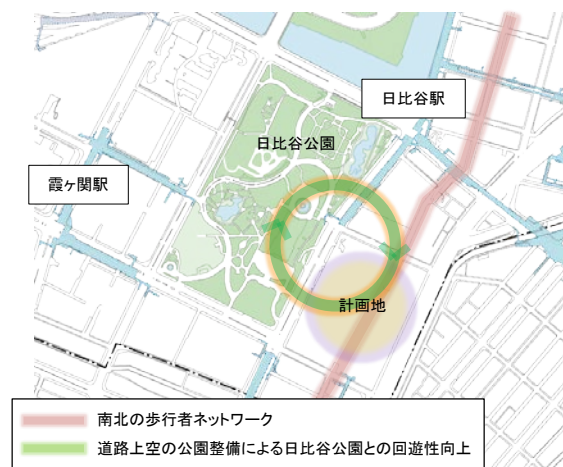 日比谷駅
日比谷公園
霞ヶ関駅
計画地
南北の歩行者ネットワーク
道路上空の公園整備による日比谷公園との回遊性向上